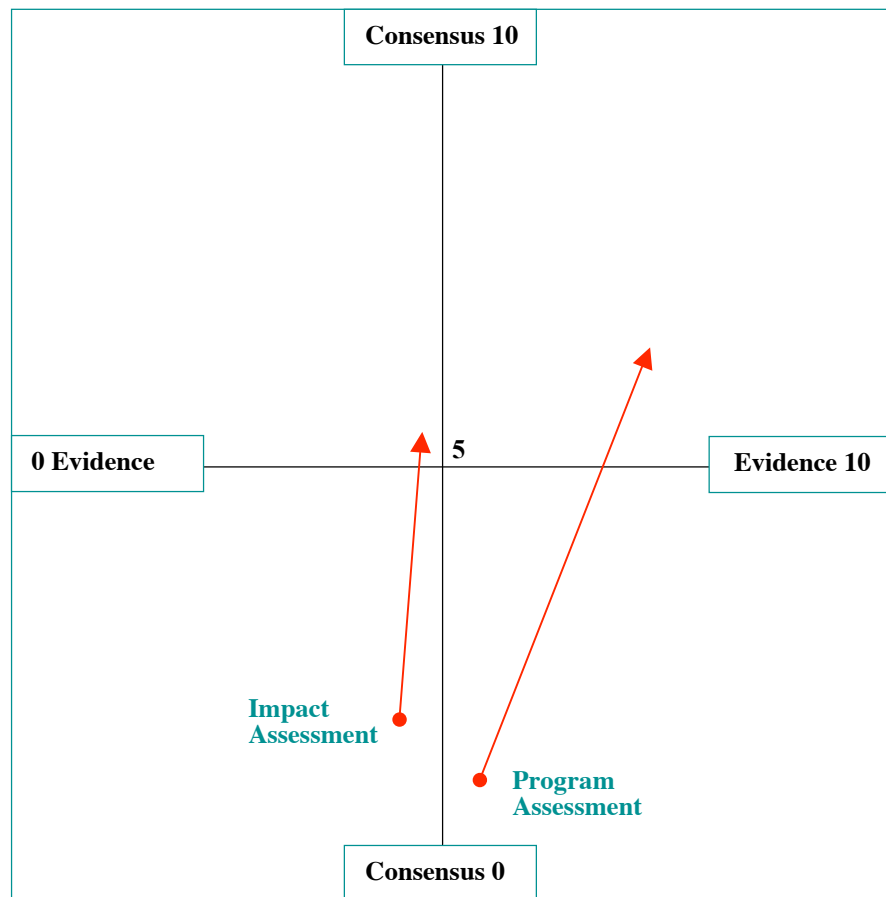 Consensus 10
5
0 Evidence
Evidence 10
Impact
Assessment
Program
Assessment
Consensus 0